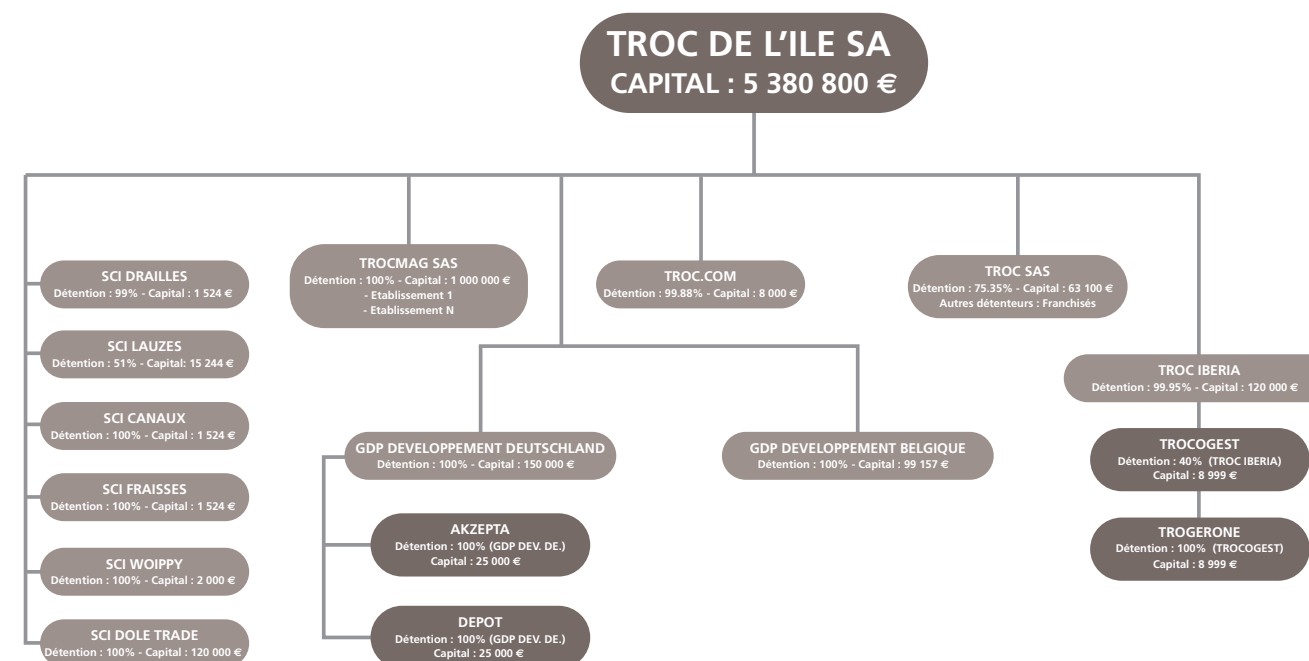 TROC DE L'ILE SA
CAPITAL : 5 380 800 €
SCI DRAILLES
Détention : 99% - Capital : 1 524 €
SCI LAUZES
Détention : 51% - Capital: 15 244 €
SCI CANAUX
Détention : 100% - Capital : 1 524 €
SCI FRAISSES
Détention : 100% - Capital : 1 524 €
SCI WOIPPY
Détention : 100% - Capital : 2 000 €
SCI DOLE TRADE
Détention : 100% - Capital : 120 000 €
TROCMAG SAS
Détention : 100% - Capital : 1 000 000 €
- Etablissement 1
- Etablissement N
GDP DEVELOPPEMENT DEUTSCHLAND
Détention : 100% - Capital : 150 000 €
AKZEPTA
Détention : 100% (GDP DEV. DE.)
Capital : 25 000 €
DEPOT
Détention : 100% (GDP DEV. DE.)
Capital : 25 000 €
GDP DEVELOPPEMENT BELGIQUE
Détention : 100% - Capital : 99 157 €
TROC.COM
Détention : 99.88% - Capital : 8 000 €
TROC SAS
Détention : 75.35% - Capital : 63 100 €
Autres détenteurs : Franchisés
TROC IBERIA
Détention : 99.95% - Capital : 120 000 €
TROCOGEST
Détention : 40% (TROC IBERIA)
Capital : 8 999 €
TROGERONE
Détention : 100% (TROCOGEST)
Capital : 8 999 €